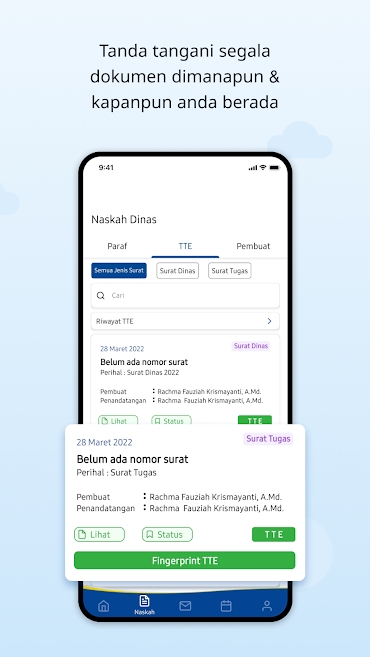 Tanda tangani segala
dokumen dimanapun &
kapanpun anda berada
9:41
Naskah Dinas
Paraf TTE Pembuat
Semua Jenis Surat Surat Dinas Surat Tugas
Cari
Riwayat TTE
28 Maret 2022 Surat Dinas
Belum ada nomor surat
Perihal : Surat Dinas 2022
Pembuat : Rachma Fauziah Krismayanti, A.Md.
Penandatangan : Rachma Fauziah Krismayanti, A.Md.
Lihat Status TTE
28 Maret 2022 Surat Tugas
Belum ada nomor surat
Perihal : Surat Tugas
Pembuat : Rachma Fauziah Krismayanti, A.Md.
Penandatangan : Rachma Fauziah Krismayanti, A.Md.
Lihat Status TTE
Fingerprint TTE
Naskah